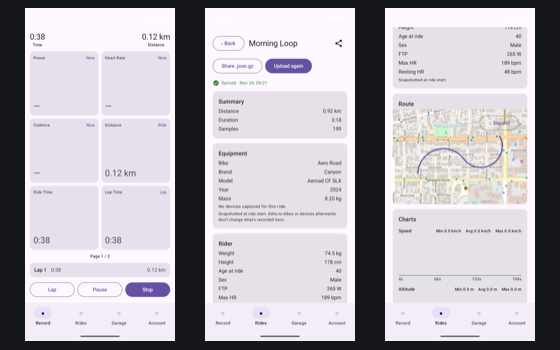 0:38
Time
0.12 km
Distance
Power
Now
Heart Rate
Now
—
—
Cadence
Now
Distance
Ride
—
0.12 km
Ride Time
Lap Time
Lap
0:38
0:38
Page 1 / 2
Lap 1 0:38 0.12 km
Lap
Pause
Stop
Record
Rides
Garage
Account
‹ Back
Morning Loop
Share .json.gz
Upload again
Synced · Nov 24, 09:21
Summary
Distance 0.92 km
Duration 3:18
Samples 199
Equipment
Bike Aero Road
Brand Canyon
Model Aeroad CF SLX
Year 2024
Mass 8.20 kg
No devices captured for this ride.
Snapshotted at ride start. Edits to bikes or devices afterwards
don't change what's recorded here.
Rider
Weight 74.5 kg
Height 178 cm
Age at ride 40
Sex Male
FTP 265 W
Max HR 189 bpm
Record
Rides
Garage
Account
Height 178 cm
Age at ride 40
Sex Male
FTP 265 W
Max HR 189 bpm
Resting HR 48 bpm
Snapshotted at ride start.
Route
Expand
Charts
Speed Min 0.0 km/h Avg 0.0 km/h Max 0.0 km/h
Altitude Min 0.0 m Avg 0.0 m Max 0.0 m
Record
Rides
Garage
Account